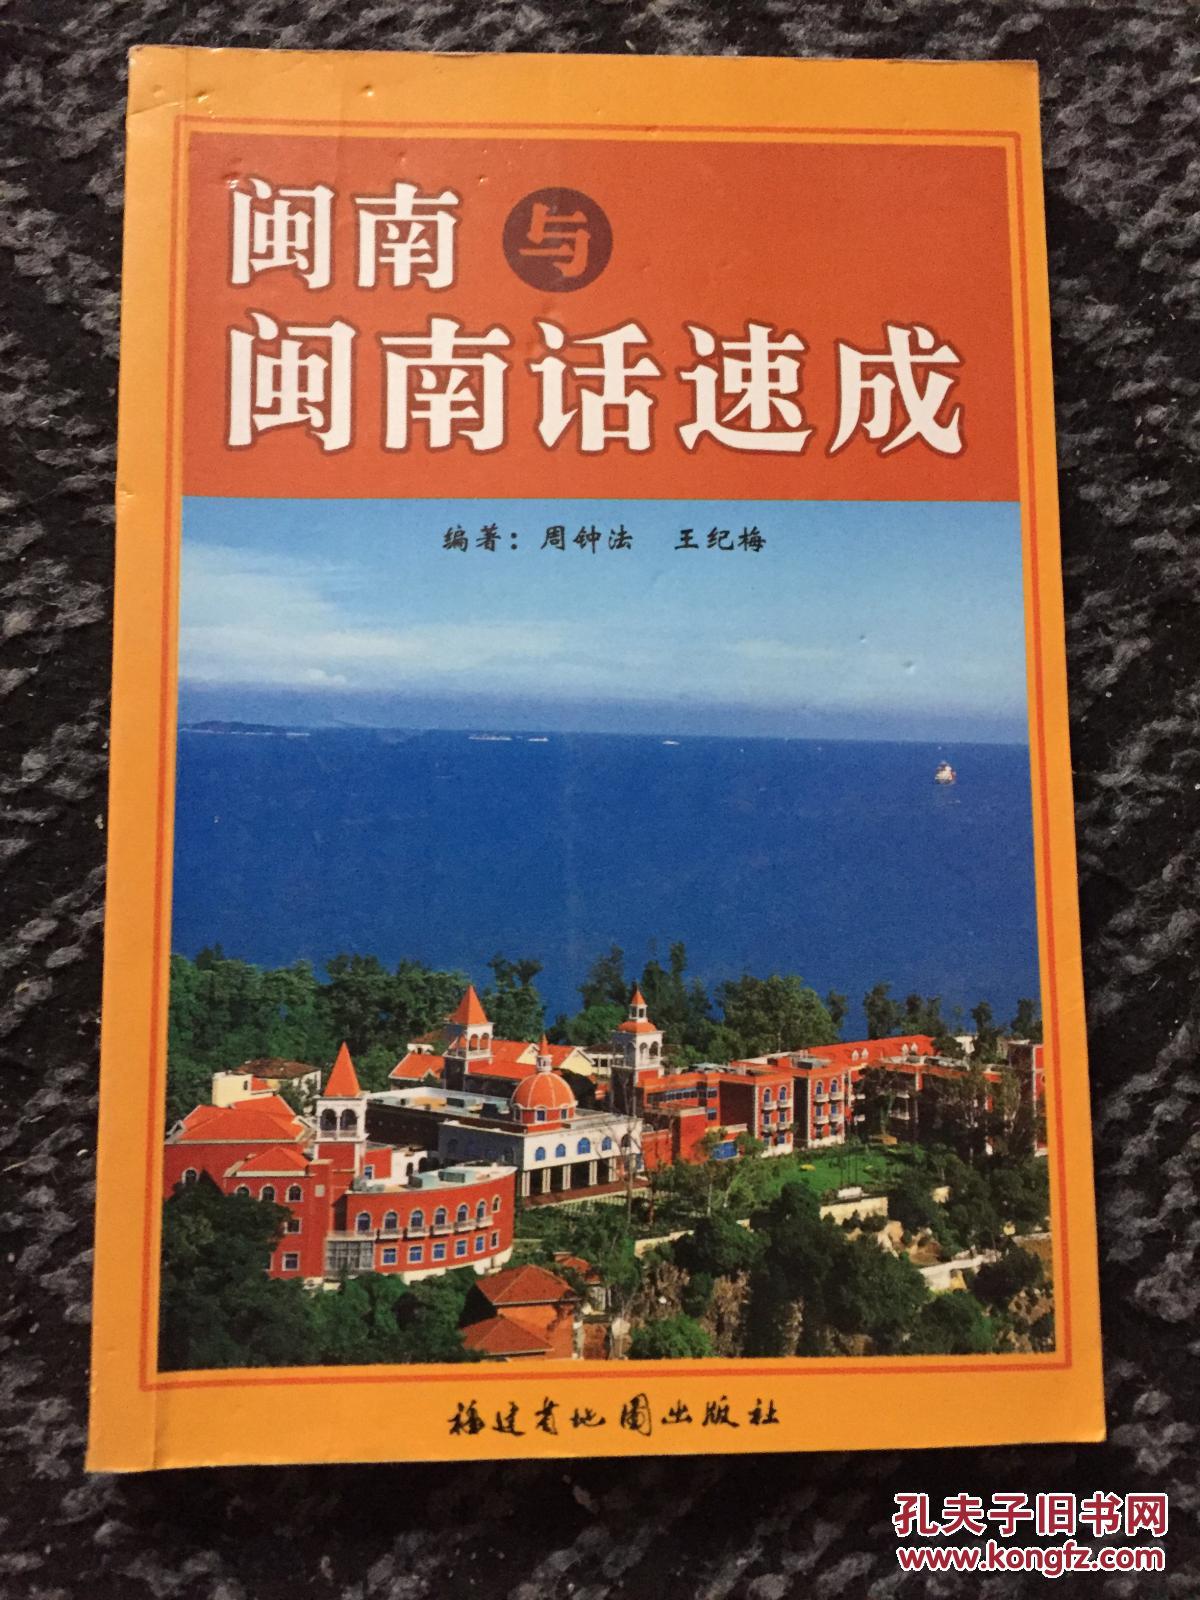 闽南与
闽南话速成
编著：周钟法 王纪梅
福建省地图出版社
孔夫子旧书网
www.kongfz.com